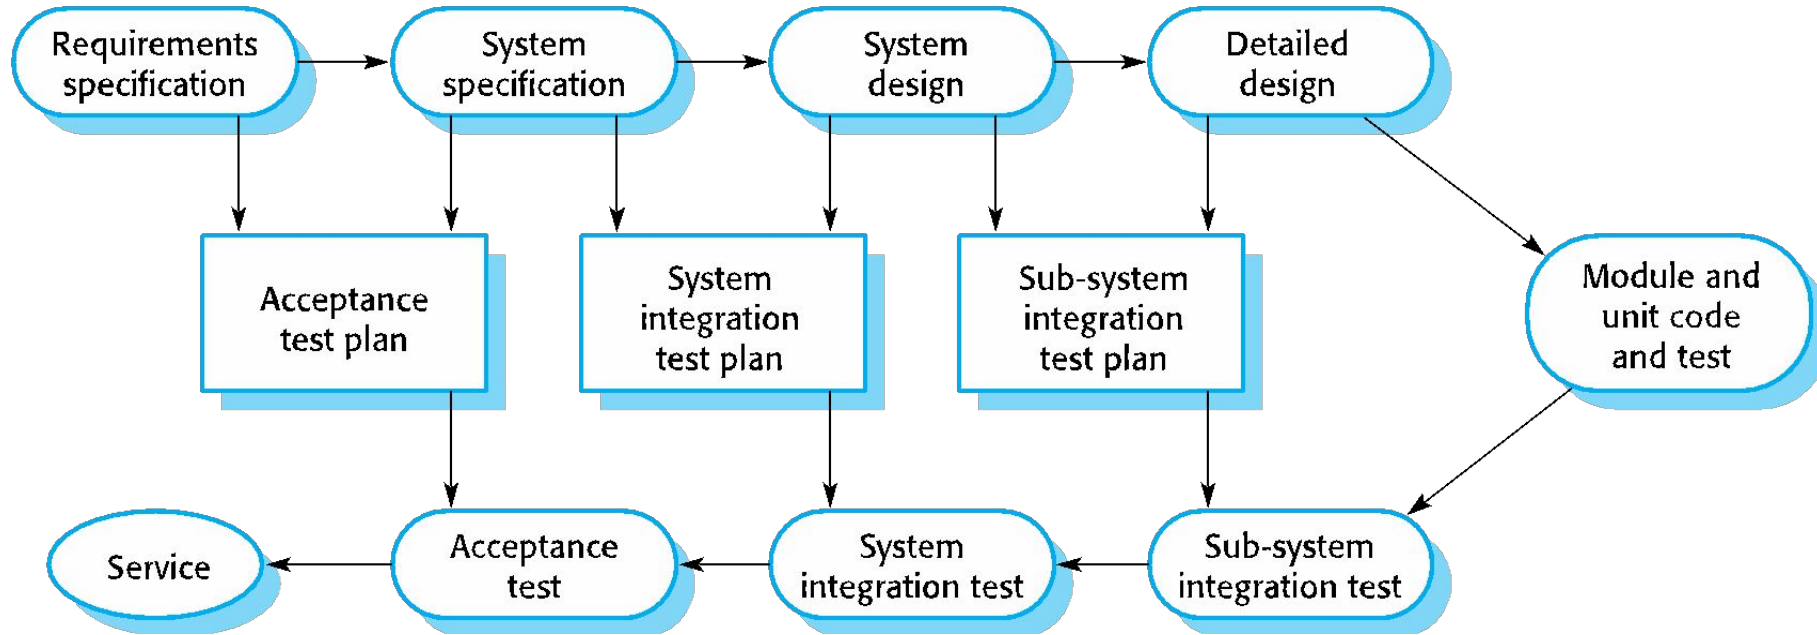 Requirements
specification
System
specification
System
design
Detailed
design
Acceptance
test plan
System
integration
test plan
Sub-system
integration
test plan
Module and
unit code
and test
Service
Acceptance
test
System
integration test
Sub-system
integration test